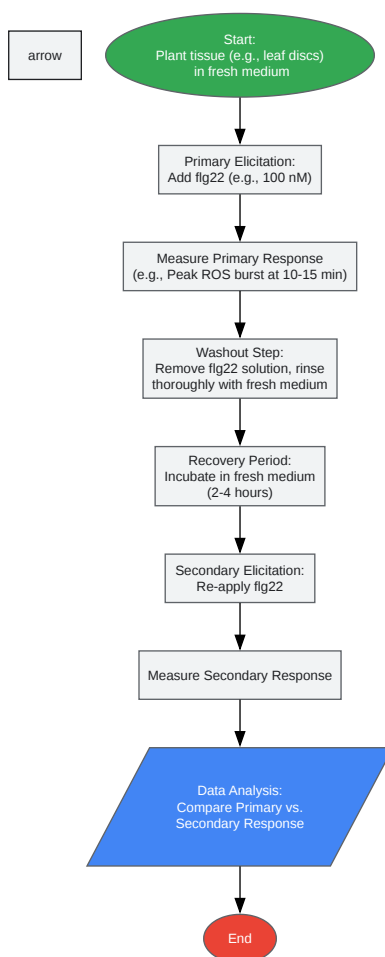 arrow
Start:
Plant tissue (e.g., leaf discs)
in fresh medium
Primary Elicitation:
Add flg22 (e.g., 100 nM)
Measure Primary Response
(e.g., Peak ROS burst at 10-15 min)
Washout Step:
Remove flg22 solution, rinse
thoroughly with fresh medium
Recovery Period:
Incubate in fresh medium
(2-4 hours)
Secondary Elicitation:
Re-apply flg22
Measure Secondary Response
Data Analysis:
Compare Primary vs.
Secondary Response
End